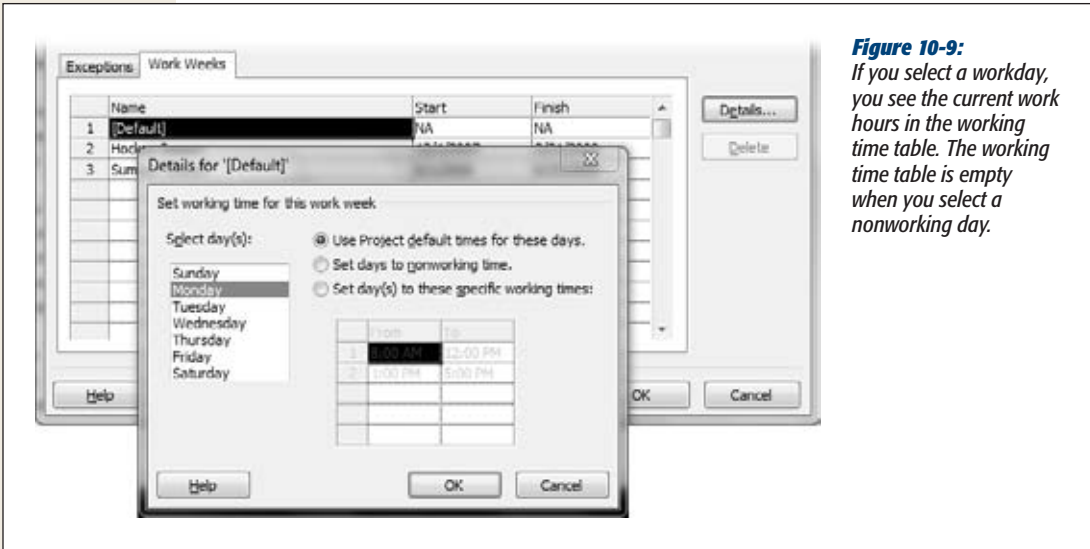 Exceptions Work Weeks
Name Start Finish
1 [Default] NA NA
2
3 Sum
Details...
Delete
Help
OK
Cancel
Details for '[Default]'
Set working time for this work week
Select day(s):
Sunday
Monday
Tuesday
Wednesday
Thursday
Friday
Saturday
Use Project default times for these days.
Set days to nonworking time.
Set day(s) to these specific working times:
From To
1 8:00 AM 12:00 PM
2 1:00 PM 5:00 PM
Help
OK
Cancel
Figure 10-9:
If you select a workday,
you see the current work
hours in the working
time table. The working
time table is empty
when you select a
nonworking day.